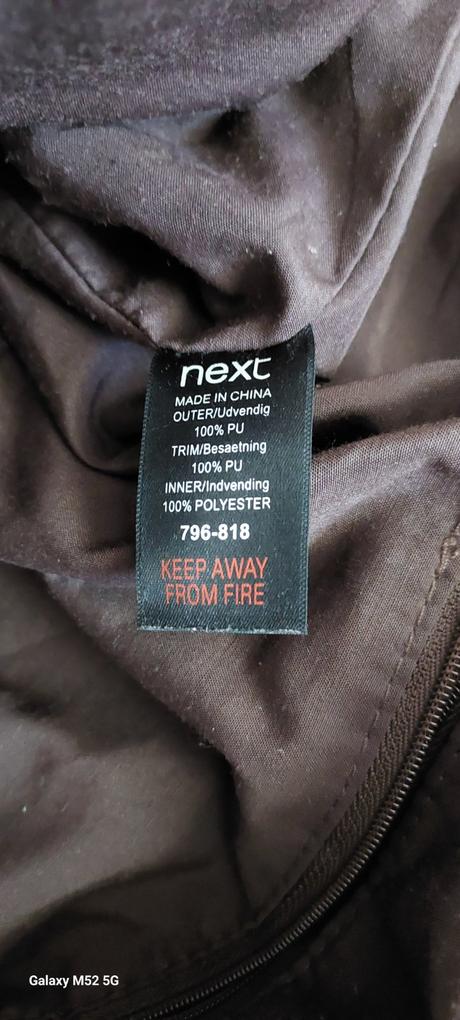 next
MADE IN CHINA
OUTER/Udvendig
100% PU
TRIM/Besaetning
100% PU
INNER/Indvending
100% POLYESTER
796-818
KEEP AWAY
FROM FIRE
Galaxy M52 5G